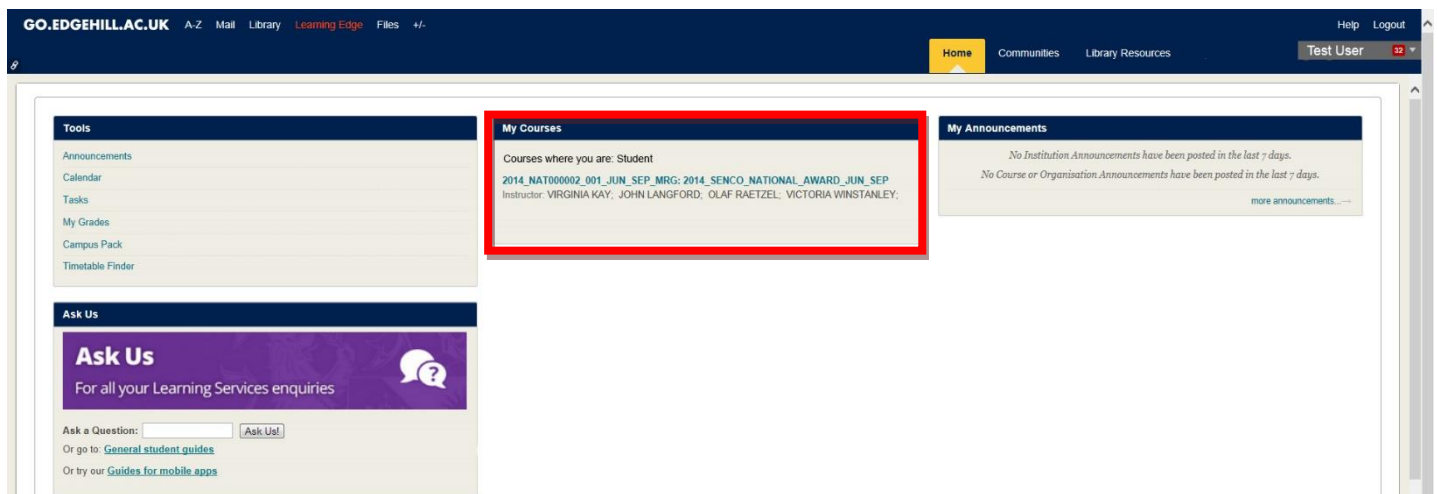 GO.EDGEHILL.AC.UK A-Z Mail Library Learning Edge Files +/- Help Logout
Home Communities Library Resources Test User 32
Tools
Announcements
Calendar
Tasks
My Grades
Campus Pack
Timetable Finder
Ask Us
Ask Us
For all your Learning Services enquiries
?
Ask a Question: Ask Us!
Or go to: General student guides
Or try our Guides for mobile apps
My Courses
Courses where you are: Student
2014_NAT000002_001_JUN_SEP_MRG: 2014_SENCO_NATIONAL_AWARD_JUN_SEP
Instructor: VIRGINIA KAY; JOHN LANGFORD; OLAF RAETZEL; VICTORIA WINSTANLEY;
My Announcements
No Institution Announcements have been posted in the last 7 days.
No Course or Organisation Announcements have been posted in the last 7 days.
more announcements...→